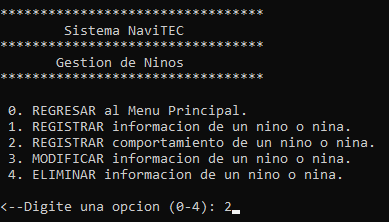 *********************************
Sistema NaviTEC
*********************************
Gestion de Ninos
*********************************
0. REGRESAR al Menu Principal.
1. REGISTRAR informacion de un nino o nina.
2. REGISTRAR comportamiento de un nino o nina.
3. MODIFICAR informacion de un nino o nina.
4. ELIMINAR informacion de un nino o nina.
<--Digite una opcion (0-4): 2_